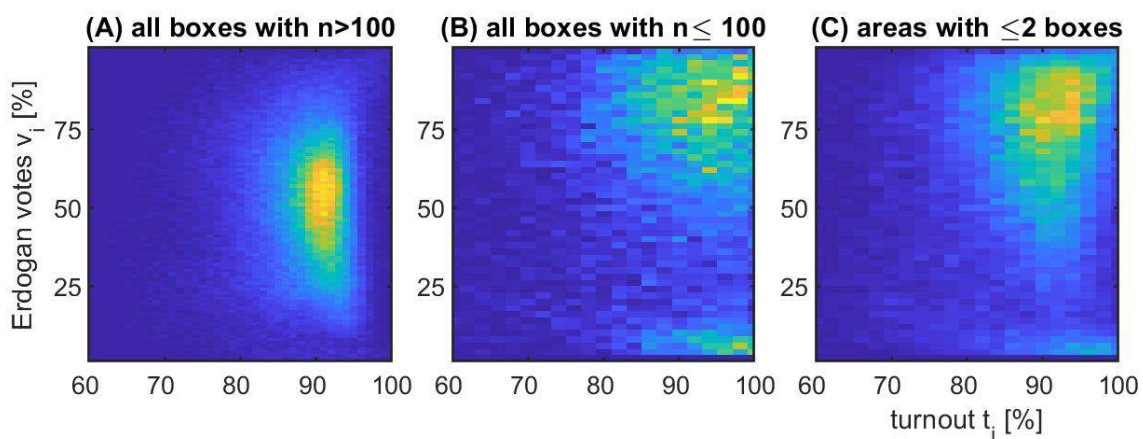 (A) all boxes with n>100
(B) all boxes with n≤ 100
(C) areas with ≤2 boxes
Erdogan votes v_i [%]
75
50
25
60 70 80 90 100
75
50
25
60 70 80 90 100
75
50
25
60 70 80 90 100
turnout t_i [%]